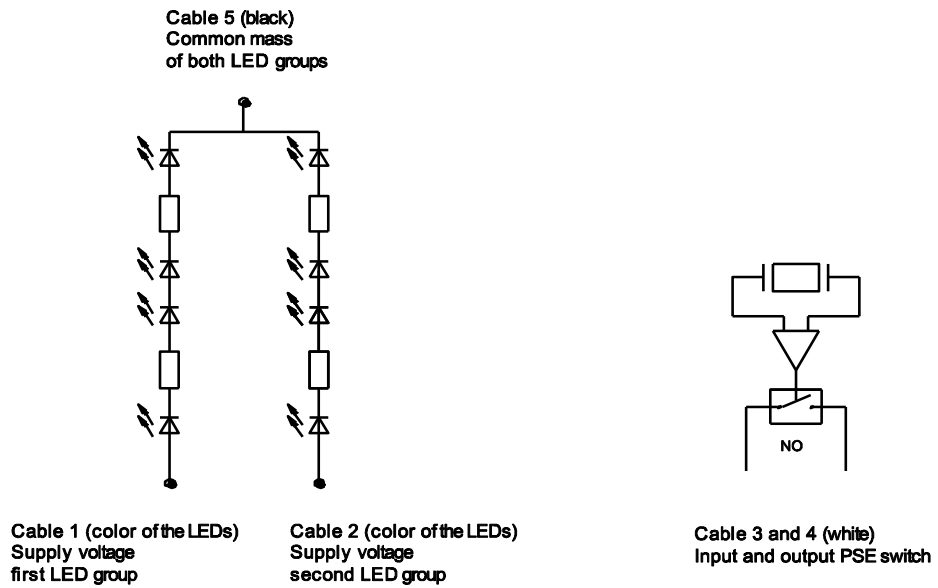 Cable 5 (black)
Common mass
of both LED groups
NO
Cable 1 (color of the LEDs)
Supply voltage
first LED group
Cable 2 (color of the LEDs)
Supply voltage
second LED group
Cable 3 and 4 (white)
Input and output PSE switch